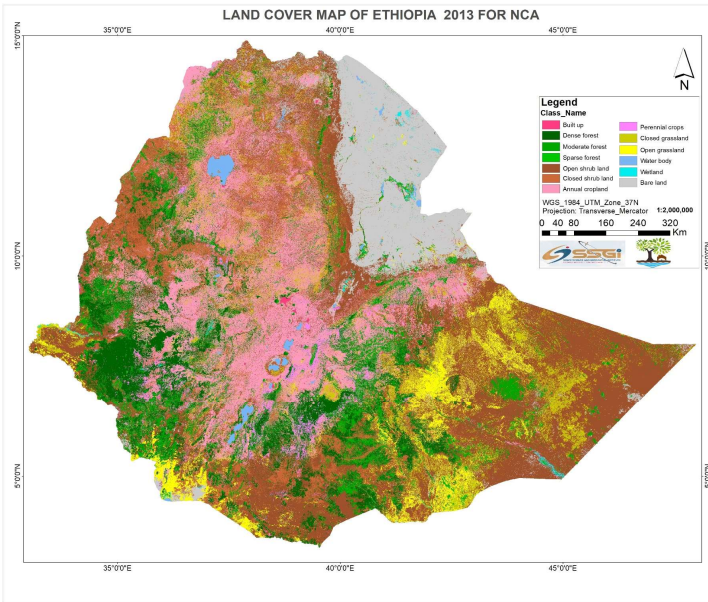 LAND COVER MAP OF ETHIOPIA 2013 FOR NCA
35°0'0"E 40°0'0"E 45°0'0"E
15°0'0"N
10°0'0"N
5°0'0"N
N
Legend
Class_Name
Built up
Dense forest
Moderate forest
Sparse forest
Open shrub land
Closed shrub land
Annual cropland
Perennial crops
Closed grassland
Open grassland
Water body
Wetland
Bare land
WGS_1984_UTM_Zone_37N
Projection: Transverse_Mercator 1:2,000,000
0 40 80 160 240 320
Km
SSGi
35°0'0"E 40°0'0"E 45°0'0"E